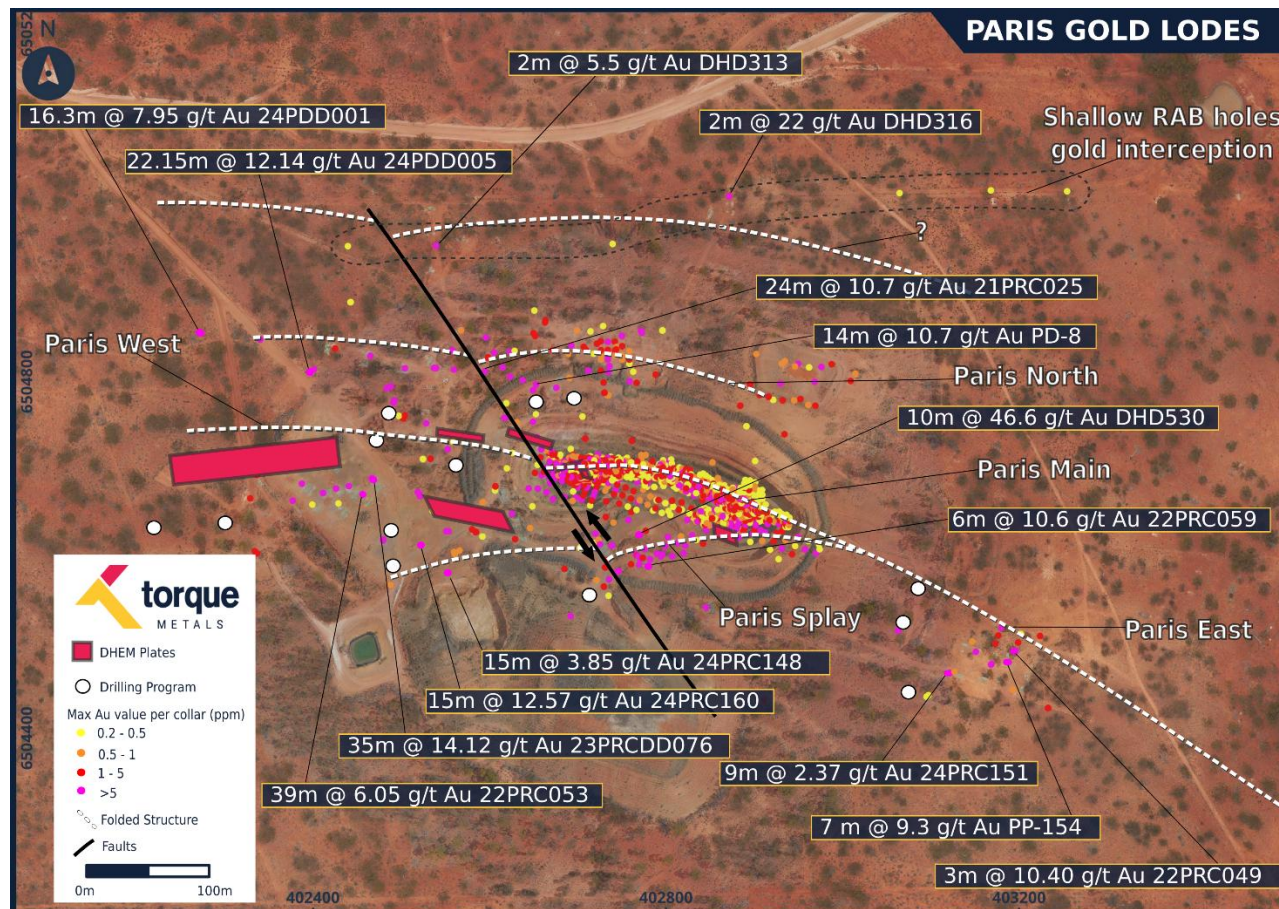 PARIS GOLD LODES
N
65052
2m @ 5.5 g/t Au DHD313
16.3m @ 7.95 g/t Au 24PDD001
2m @ 22 g/t Au DHD316
Shallow RAB holes
gold interception
22.15m @ 12.14 g/t Au 24PDD005
?
24m @ 10.7 g/t Au 21PRC025
14m @ 10.7 g/t Au PD-8
Paris West
Paris North
6504800
10m @ 46.6 g/t Au DHD530
Paris Main
6m @ 10.6 g/t Au 22PRC059
Paris Splay
Paris East
15m @ 3.85 g/t Au 24PRC148
15m @ 12.57 g/t Au 24PRC160
35m @ 14.12 g/t Au 23PRCDD076
39m @ 6.05 g/t Au 22PRC053
9m @ 2.37 g/t Au 24PRC151
7 m @ 9.3 g/t Au PP-154
3m @ 10.40 g/t Au 22PRC049
6504400
torque
METALS
DHEM Plates
Drilling Program
Max Au value per collar (ppm)
0.2 - 0.5
0.5 - 1
1 - 5
>5
Folded Structure
Faults
0m
100m
402400
402800
403200